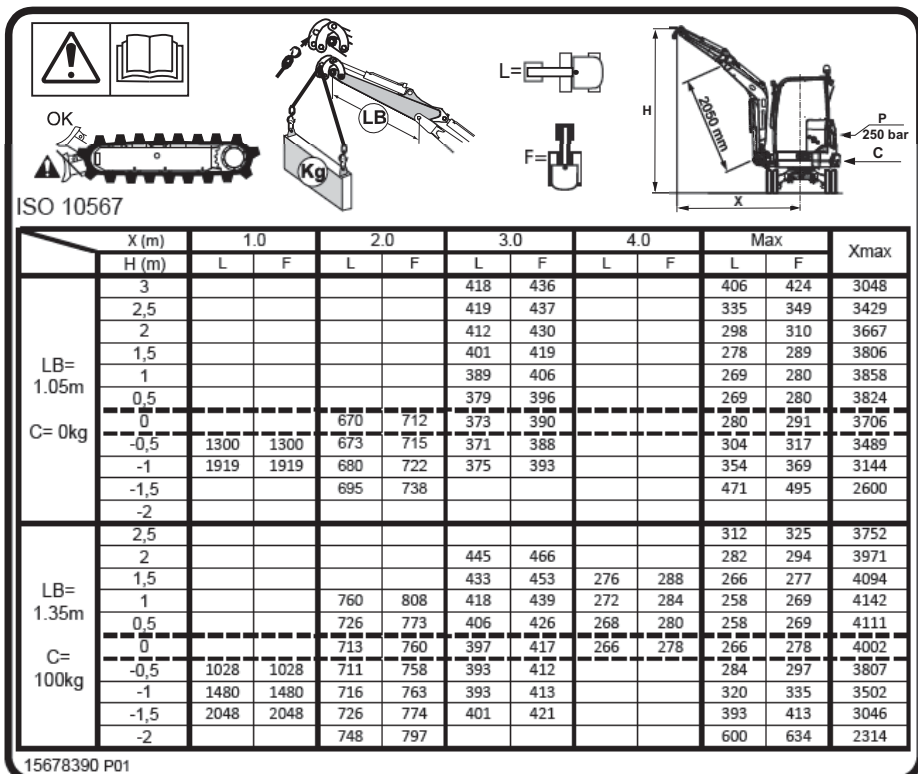 OK
LB
Kg
L=
F=
H
2050 mm
P
250 bar
C
X
ISO 10567
X (m) 1.0 2.0 3.0 4.0 Max Xmax
H (m) L F L F L F L F L F
LB= 1.05m
C= 0kg
3 418 436 406 424 3048
2,5 419 437 335 349 3429
2 412 430 298 310 3667
1,5 401 419 278 289 3806
1 389 406 269 280 3858
0,5 379 396 269 280 3824
0 670 712 373 390 280 291 3706
-0,5 1300 1300 673 715 371 388 304 317 3489
-1 1919 1919 680 722 375 393 354 369 3144
-1,5 695 738 471 495 2600
-2
LB= 1.35m
C= 100kg
2,5 312 325 3752
2 445 466 282 294 3971
1,5 433 453 276 288 266 277 4094
1 760 808 418 439 272 284 258 269 4142
0,5 726 773 406 426 268 280 258 269 4111
0 713 760 397 417 266 278 266 278 4002
-0,5 1028 1028 711 758 393 412 284 297 3807
-1 1480 1480 716 763 393 413 320 335 3502
-1,5 2048 2048 726 774 401 421 393 413 3046
-2 748 797 600 634 2314
15678390 P01